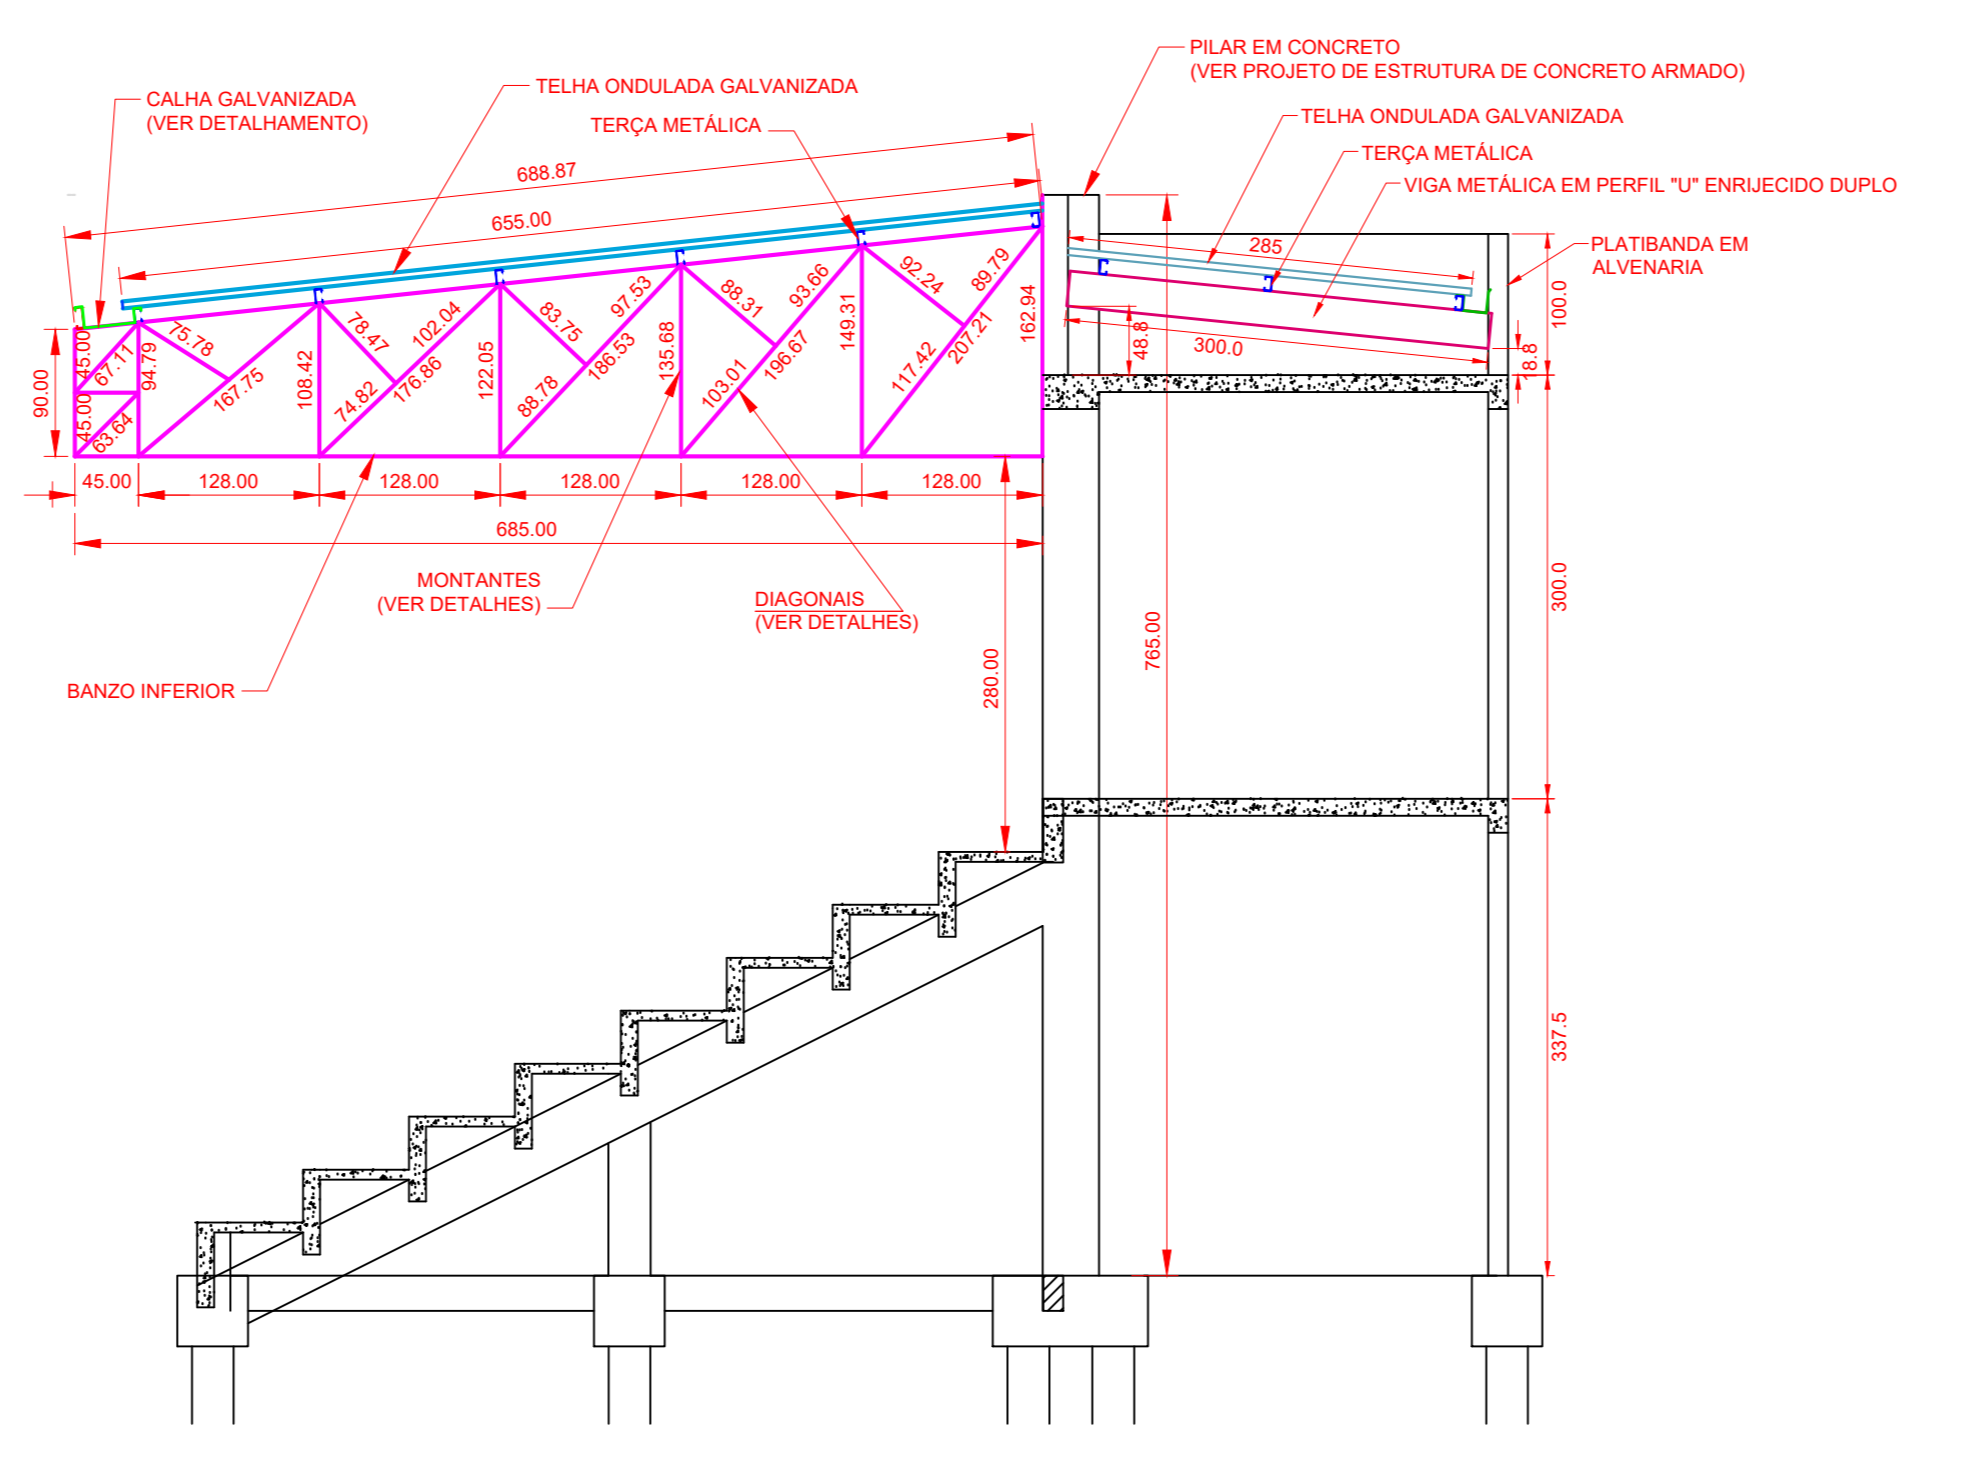 PILAR EM CONCRETO
(VER PROJETO DE ESTRUTURA DE CONCRETO ARMADO)
CALHA GALVANIZADA
(VER DETALHAMENTO)
TELHA ONDULADA GALVANIZADA
TERÇA METÁLICA
TELHA ONDULADA GALVANIZADA
TERÇA METÁLICA
VIGA METÁLICA EM PERFIL "U" ENRIJECIDO DUPLO
PLATIBANDA EM
ALVENARIA
688.87
655.00
285
300.0
48.8
18.8
100.0
90.00
45.00
45.00
67.11
63.64
94.79
75.78
167.75
108.42
78.47
74.82
102.04
176.86
122.05
83.75
88.78
97.53
186.53
135.68
88.31
103.01
93.66
196.67
149.31
92.24
117.42
89.79
207.21
162.94
45.00
128.00
128.00
128.00
128.00
128.00
685.00
MONTANTES
(VER DETALHES)
DIAGONAIS
(VER DETALHES)
BANZO INFERIOR
280.00
765.00
300.0
337.5